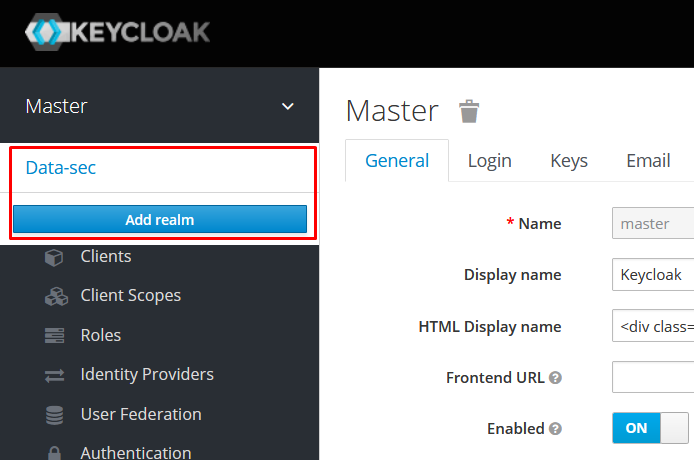 KEYCLOAK
Master
Data-sec
Add realm
Clients
Client Scopes
Roles
Identity Providers
User Federation
Authentication
Master
General Login Keys Email
* Name master
Display name Keycloak
HTML Display name <div class=
Frontend URL ?
Enabled ? ON